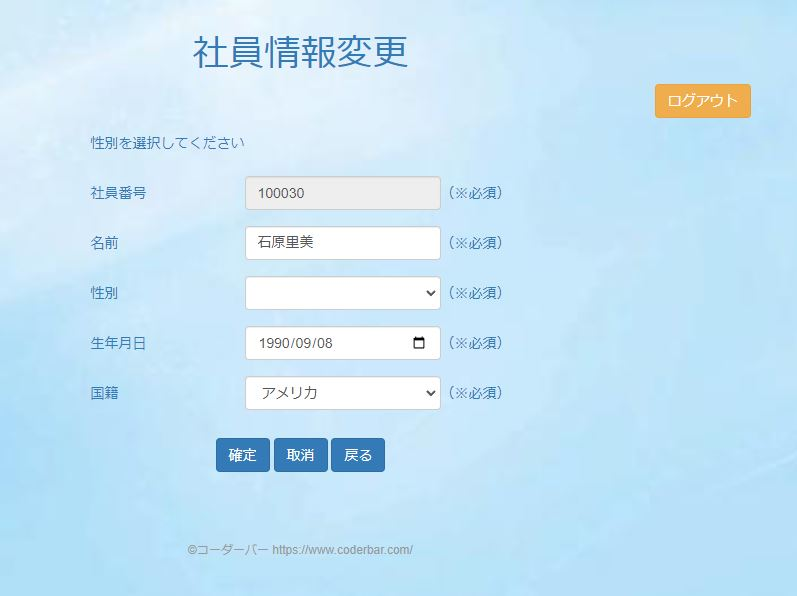 社員情報変更
ログアウト
性別を選択してください
社員番号 100030 (※必須)
名前 石原里美 (※必須)
性別 (※必須)
生年月日 1990/09/08 (※必須)
国籍 アメリカ (※必須)
確定 取消 戻る
©コーダーバー https://www.coderbar.com/